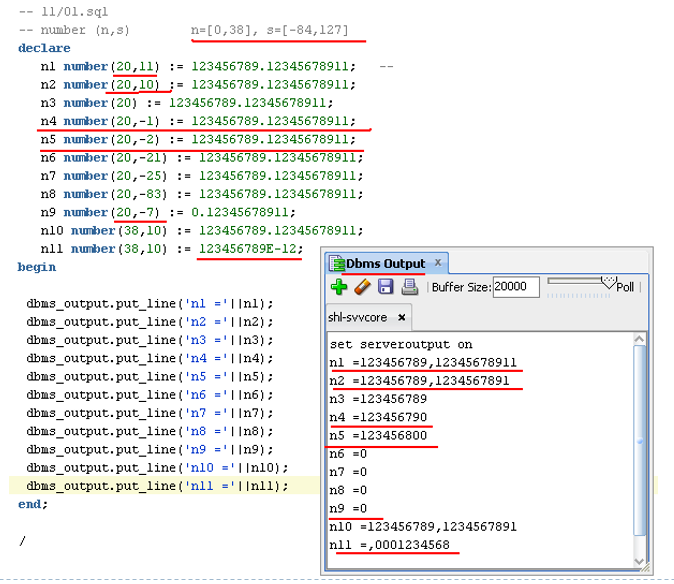 -- 11/01.sql
-- number (n,s) n=[0,38], s=[-84,127]
declare
n1 number(20,11) := 123456789.12345678911; --
n2 number(20,10) := 123456789.12345678911;
n3 number(20) := 123456789.12345678911;
n4 number(20,-1) := 123456789.12345678911;
n5 number(20,-2) := 123456789.12345678911;
n6 number(20,-21) := 123456789.12345678911;
n7 number(20,-25) := 123456789.12345678911;
n8 number(20,-83) := 123456789.12345678911;
n9 number(20,-7) := 0.12345678911;
n10 number(38,10) := 123456789.12345678911;
n11 number(38,10) := 123456789E-12;
begin
dbms_output.put_line('n1 ='||n1);
dbms_output.put_line('n2 ='||n2);
dbms_output.put_line('n3 ='||n3);
dbms_output.put_line('n4 ='||n4);
dbms_output.put_line('n5 ='||n5);
dbms_output.put_line('n6 ='||n6);
dbms_output.put_line('n7 ='||n7);
dbms_output.put_line('n8 ='||n8);
dbms_output.put_line('n9 ='||n9);
dbms_output.put_line('n10 ='||n10);
dbms_output.put_line('n11 ='||n11);
end;
/
Dbms Output x
Buffer Size: 20000 Poll
shl-svvcore
set serveroutput on
n1 =123456789,12345678911
n2 =123456789,1234567891
n3 =123456789
n4 =123456790
n5 =123456800
n6 =0
n7 =0
n8 =0
n9 =0
n10 =123456789,1234567891
n11 =,0001234568